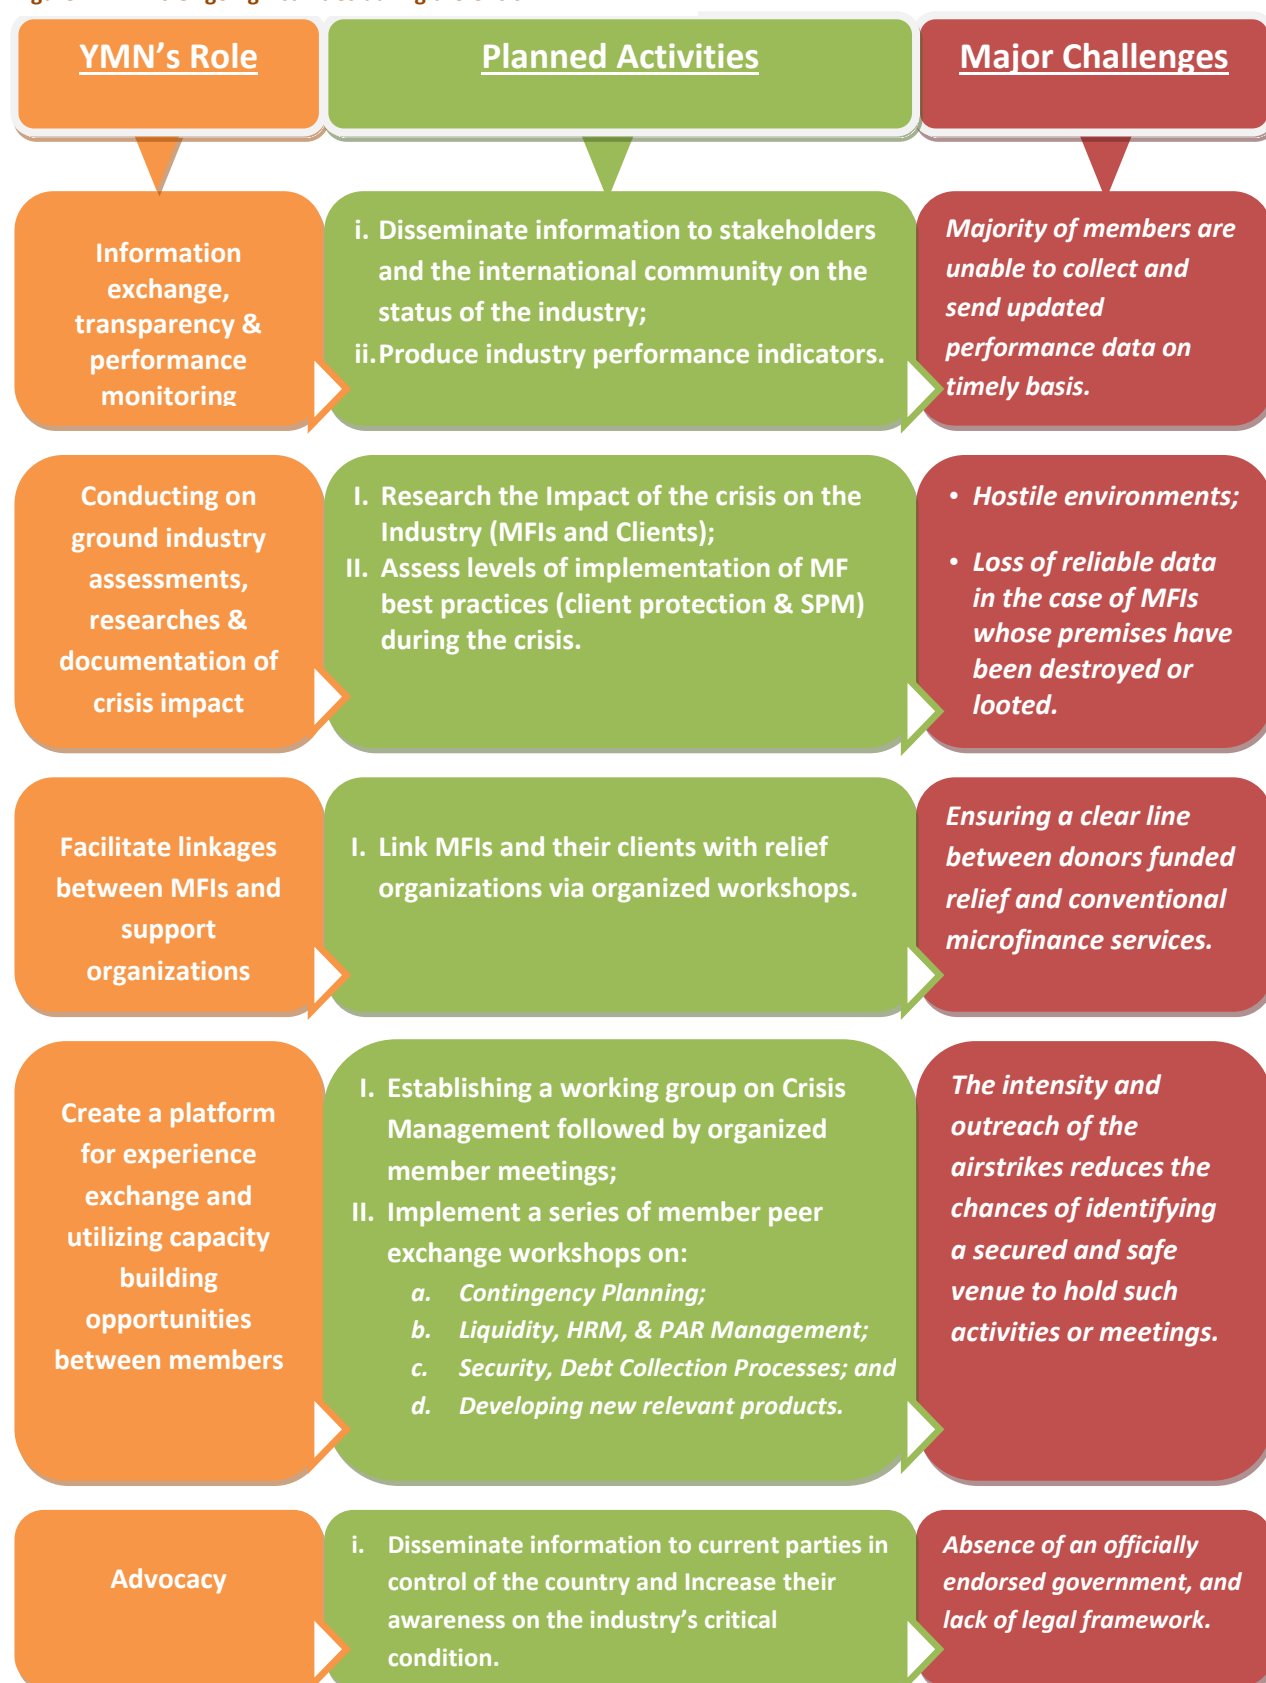 YMN's Role
Planned Activities
Major Challenges
Information
exchange,
transparency &
performance
monitoring
i. Disseminate information to stakeholders
and the international community on the
status of the industry;
ii. Produce industry performance indicators.
Majority of members are
unable to collect and
send updated
performance data on
timely basis.
Conducting on
ground industry
assessments,
researches &
documentation of
crisis impact
I. Research the Impact of the crisis on the
Industry (MFIs and Clients);
II. Assess levels of implementation of MF
best practices (client protection & SPM)
during the crisis.
• Hostile environments;
• Loss of reliable data
in the case of MFIs
whose premises have
been destroyed or
looted.
Facilitate linkages
between MFIs and
support
organizations
I. Link MFIs and their clients with relief
organizations via organized workshops.
Ensuring a clear line
between donors funded
relief and conventional
microfinance services.
Create a platform
for experience
exchange and
utilizing capacity
building
opportunities
between members
I. Establishing a working group on Crisis
Management followed by organized
member meetings;
II. Implement a series of member peer
exchange workshops on:
a. Contingency Planning;
b. Liquidity, HRM, & PAR Management;
c. Security, Debt Collection Processes; and
d. Developing new relevant products.
The intensity and
outreach of the
airstrikes reduces the
chances of identifying
a secured and safe
venue to hold such
activities or meetings.
Advocacy
i. Disseminate information to current parties in
control of the country and Increase their
awareness on the industry's critical
condition.
Absence of an officially
endorsed government, and
lack of legal framework.